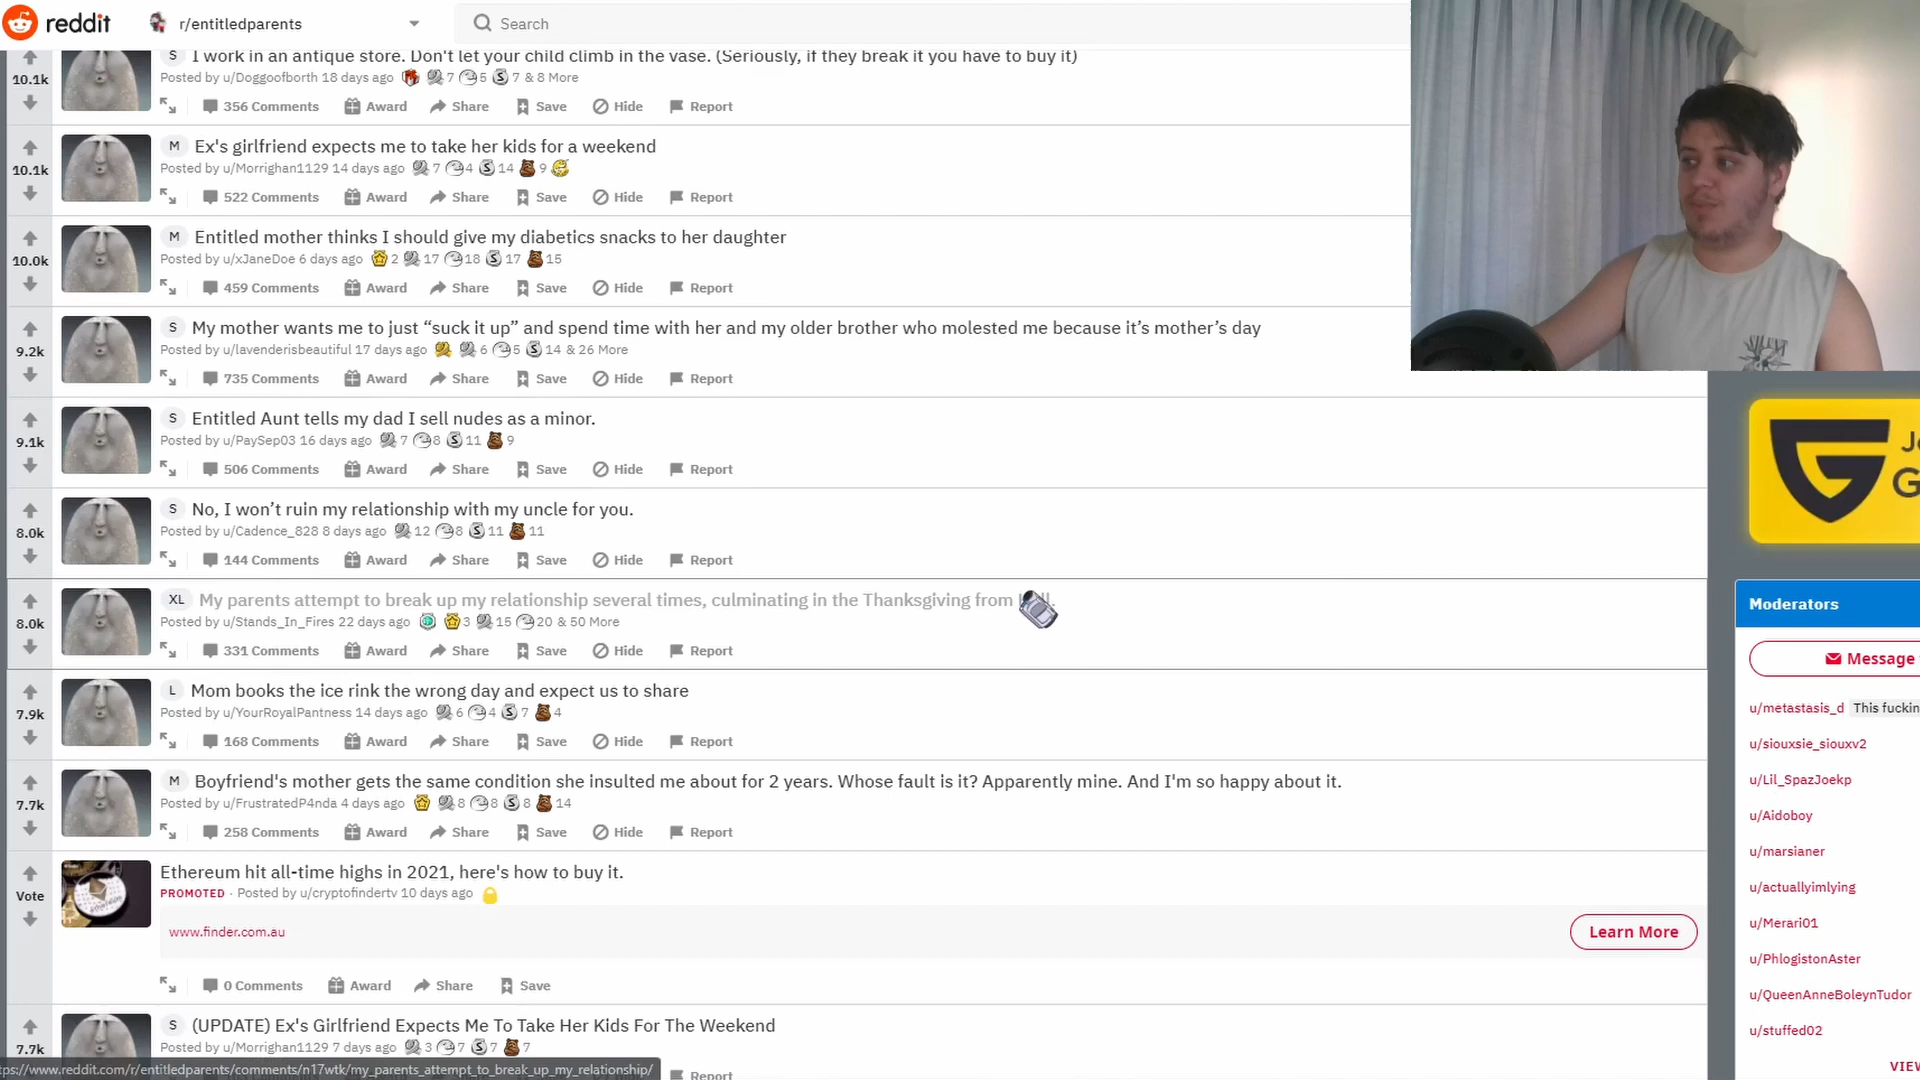 reddit r/entitledparents Search
S I work in an antique store. Don't let your child climb in the vase. (Seriously, if they break it you have to buy it)
10.1k
Posted by u/Doggoofborth 18 days ago 7 5 7 & 8 More
356 Comments Award Share Save Hide Report
M Ex's girlfriend expects me to take her kids for a weekend
10.1k
Posted by u/Morrighan1129 14 days ago 7 4 14 9
522 Comments Award Share Save Hide Report
M Entitled mother thinks I should give my diabetics snacks to her daughter
10.0k
Posted by u/xJaneDoe 6 days ago 2 17 18 17 15
459 Comments Award Share Save Hide Report
S My mother wants me to just “suck it up” and spend time with her and my older brother who molested me because it’s mother’s day
9.2k
Posted by u/lavenderisbeautiful 17 days ago 6 5 14 & 26 More
735 Comments Award Share Save Hide Report
S Entitled Aunt tells my dad I sell nudes as a minor.
9.1k
Posted by u/PaySep03 16 days ago 7 8 11 9
506 Comments Award Share Save Hide Report
S No, I won’t ruin my relationship with my uncle for you.
8.0k
Posted by u/Cadence_828 8 days ago 12 8 11 11
144 Comments Award Share Save Hide Report
XL My parents attempt to break up my relationship several times, culminating in the Thanksgiving from
8.0k
Posted by u/Stands_In_Fires 22 days ago 3 15 20 & 50 More
331 Comments Award Share Save Hide Report
L Mom books the ice rink the wrong day and expect us to share
7.9k
Posted by u/YourRoyalPantness 14 days ago 6 4 7 4
168 Comments Award Share Save Hide Report
M Boyfriend's mother gets the same condition she insulted me about for 2 years. Whose fault is it? Apparently mine. And I'm so happy about it.
7.7k
Posted by u/FrustratedP4nda 4 days ago 8 8 8 14
258 Comments Award Share Save Hide Report
Ethereum hit all-time highs in 2021, here's how to buy it.
Vote
PROMOTED · Posted by u/cryptofindertv 10 days ago
www.finder.com.au Learn More
0 Comments Award Share Save
S (UPDATE) Ex's Girlfriend Expects Me To Take Her Kids For The Weekend
7.7k
Posted by u/Morrighan1129 7 days ago 3 7 7 7
Report
tps://www.reddit.com/r/entitledparents/comments/n17wtk/my_parents_attempt_to_break_up_my_relationship/
SILENT
G
Moderators
Message
u/metastasis_d This fuckin
u/siouxsie_siouxv2
u/Lil_SpazJoekp
u/Aidoboy
u/marsianer
u/actuallyimlying
u/Merari01
u/PhlogistonAster
u/QueenAnneBoleynTudor
u/stuffed02
VIEW